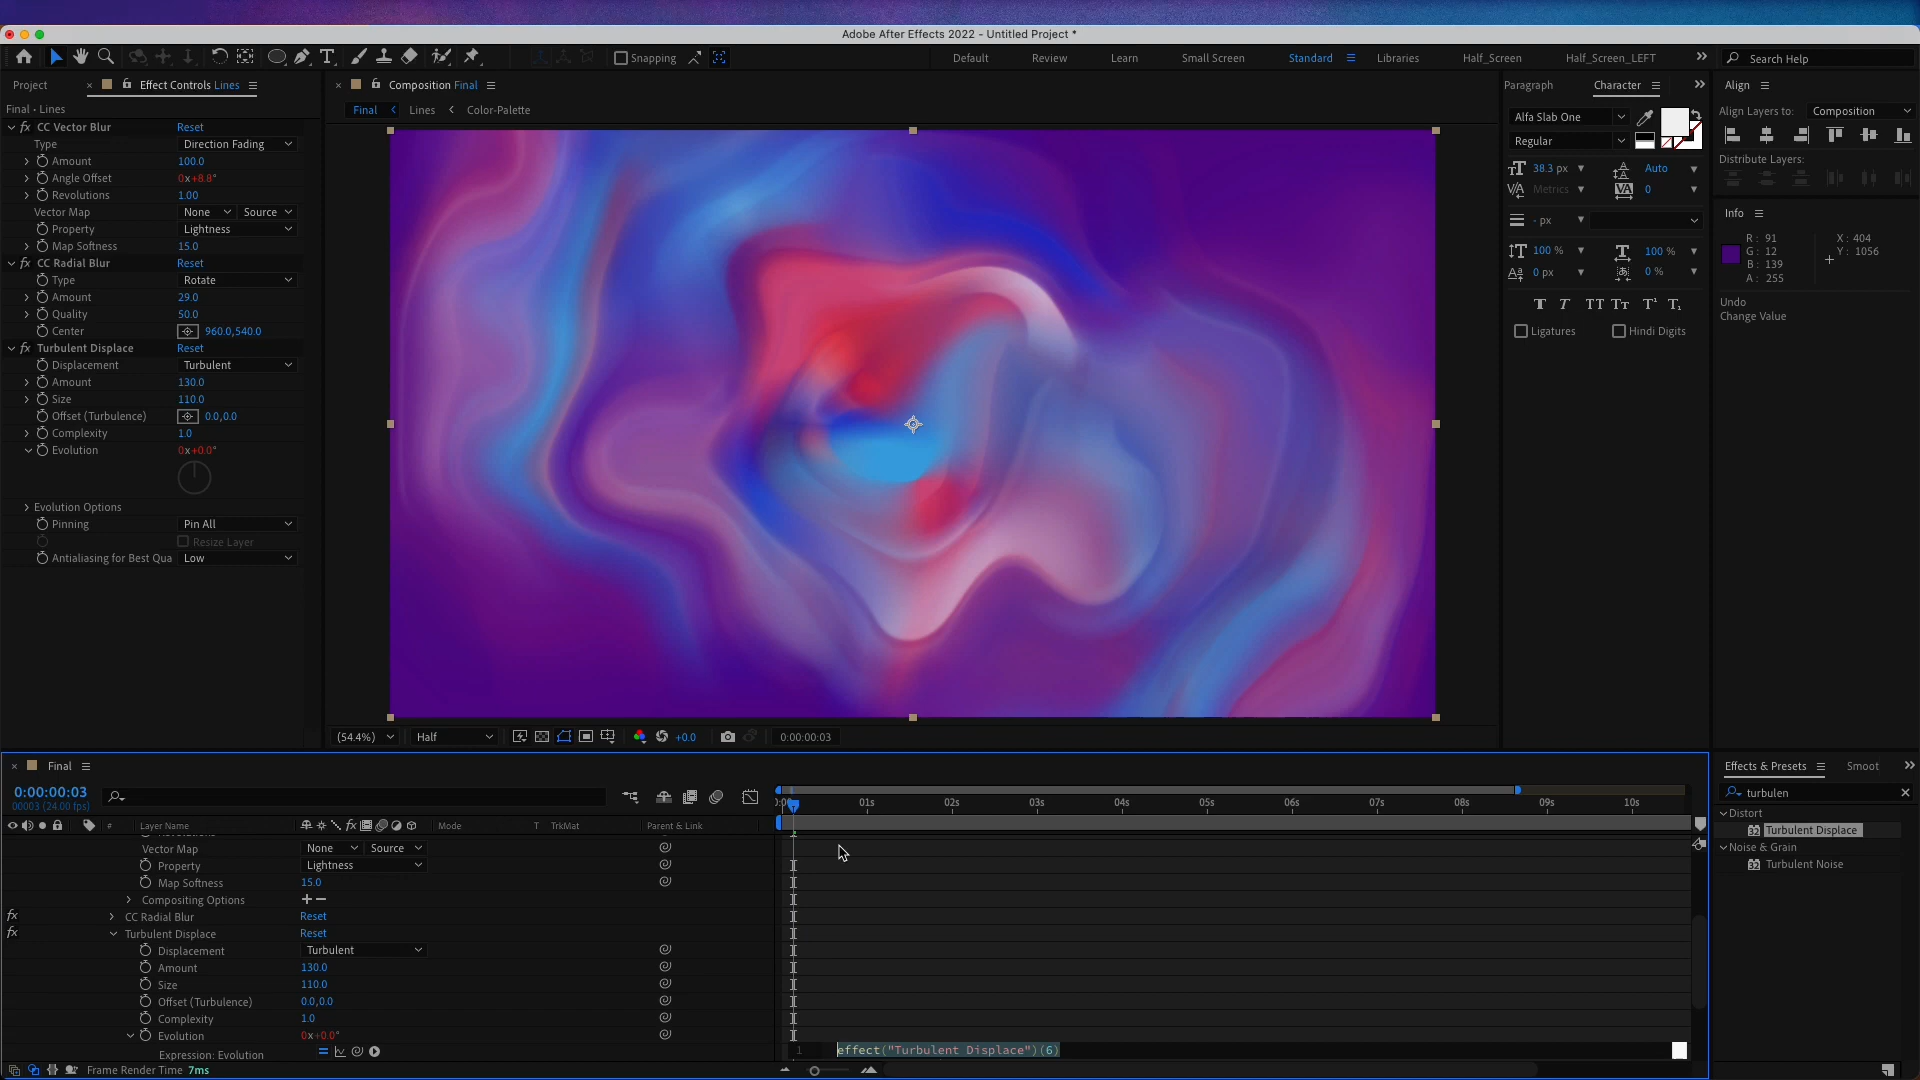 Adobe After Effects 2022 - Untitled Project *
Snapping
Default
Review
Learn
Small Screen
Standard
Libraries
Half_Screen
Half_Screen_LEFT
Search Help
Project
Effect Controls Lines
Final • Lines
CC Vector Blur Reset
Type Direction Fading
Amount 100.0
Angle Offset 0x+8.8°
Revolutions 1.00
Vector Map None Source
Property Lightness
Map Softness 15.0
CC Radial Blur Reset
Type Rotate
Amount 29.0
Quality 50.0
Center 960.0,540.0
Turbulent Displace Reset
Displacement Turbulent
Amount 130.0
Size 110.0
Offset (Turbulence) 0.0,0.0
Complexity 1.0
Evolution 0x+0.0°
Evolution Options
Pinning Pin All
Resize Layer
Antialiasing for Best Qua Low
Composition Final
Final Lines Color-Palette
(54.4%) Half +0.0 0:00:00:03
Paragraph Character
Alfa Slab One
Regular
38.3 px Auto
Metrics 0
- px
100 % 100 %
0 px 0 %
Ligatures Hindi Digits
Align
Align Layers to: Composition
Distribute Layers:
Info
R : 91 X : 404
G : 12 Y : 1056
B : 139
A : 255
Undo
Change Value
Final
0:00:00:03
00003 (24.00 fps)
01s 02s 03s 04s 05s 06s 07s 08s 09s 10s
# Layer Name Mode T TrkMat Parent & Link
Vector Map None Source
Property Lightness
Map Softness 15.0
Compositing Options + −
fx CC Radial Blur Reset
fx Turbulent Displace Reset
Displacement Turbulent
Amount 130.0
Size 110.0
Offset (Turbulence) 0.0,0.0
Complexity 1.0
Evolution 0x+0.0°
Expression: Evolution
1 effect("Turbulent Displace")(6)
Frame Render Time 7ms
Effects & Presets Smoot
turbulen
Distort
Turbulent Displace
Noise & Grain
Turbulent Noise